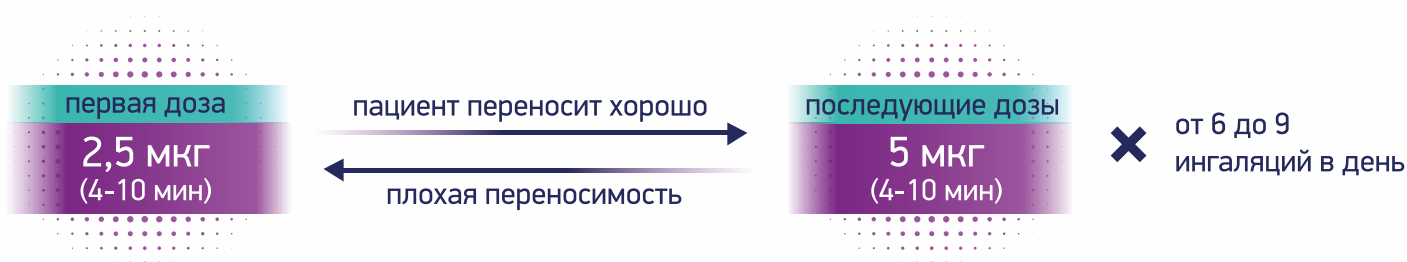 первая доза
2,5 мкг
(4-10 мин)
пациент переносит хорошо
плохая переносимость
последующие дозы
5 мкг
(4-10 мин)
от 6 до 9
ингаляций в день